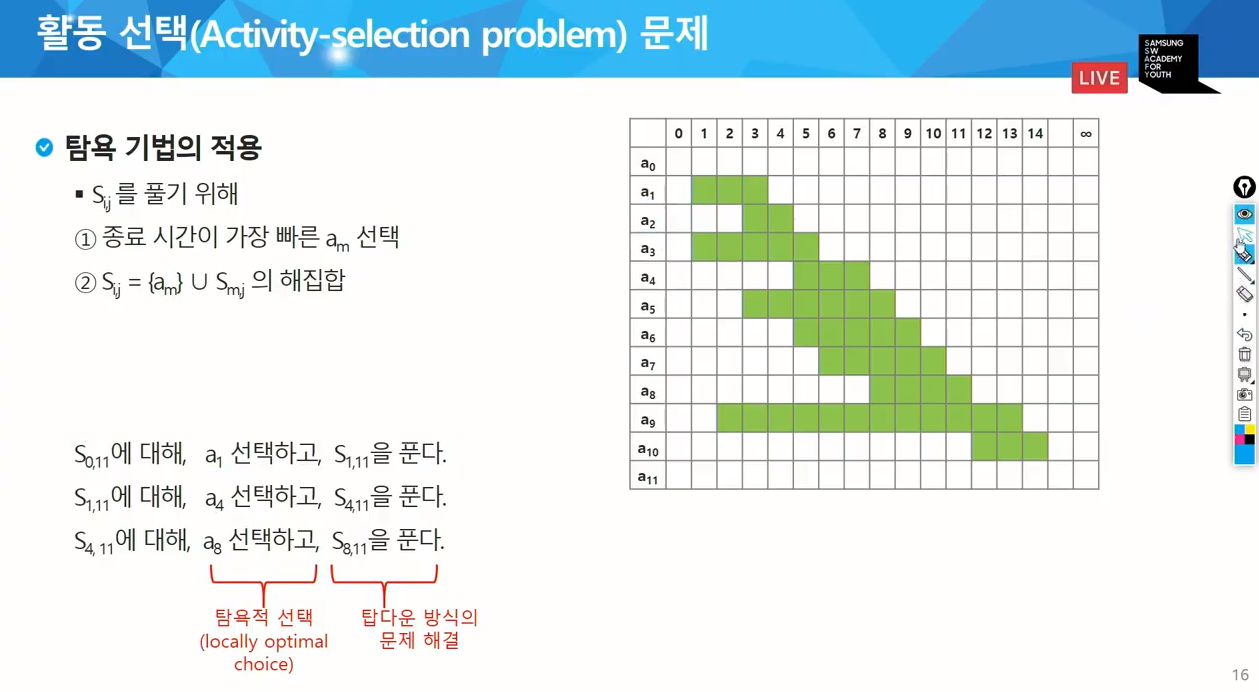 활동 선택(Activity-selection problem) 문제
LIVE
SAMSUNG
SW
ACADEMY
FOR
YOUTH
탐욕 기법의 적용
▪ Si,j 를 풀기 위해
① 종료 시간이 가장 빠른 am 선택
② Si,j = {am} ∪ Sm,j 의 해집합
S0,11에 대해, a1 선택하고, S1,11을 푼다.
S1,11에 대해, a4 선택하고, S4,11을 푼다.
S4, 11에 대해, a8 선택하고, S8,11을 푼다.
탐욕적 선택
(locally optimal
choice)
탑다운 방식의
문제 해결
0 1 2 3 4 5 6 7 8 9 10 11 12 13 14 ∞
a0
a1
a2
a3
a4
a5
a6
a7
a8
a9
a10
a11
16